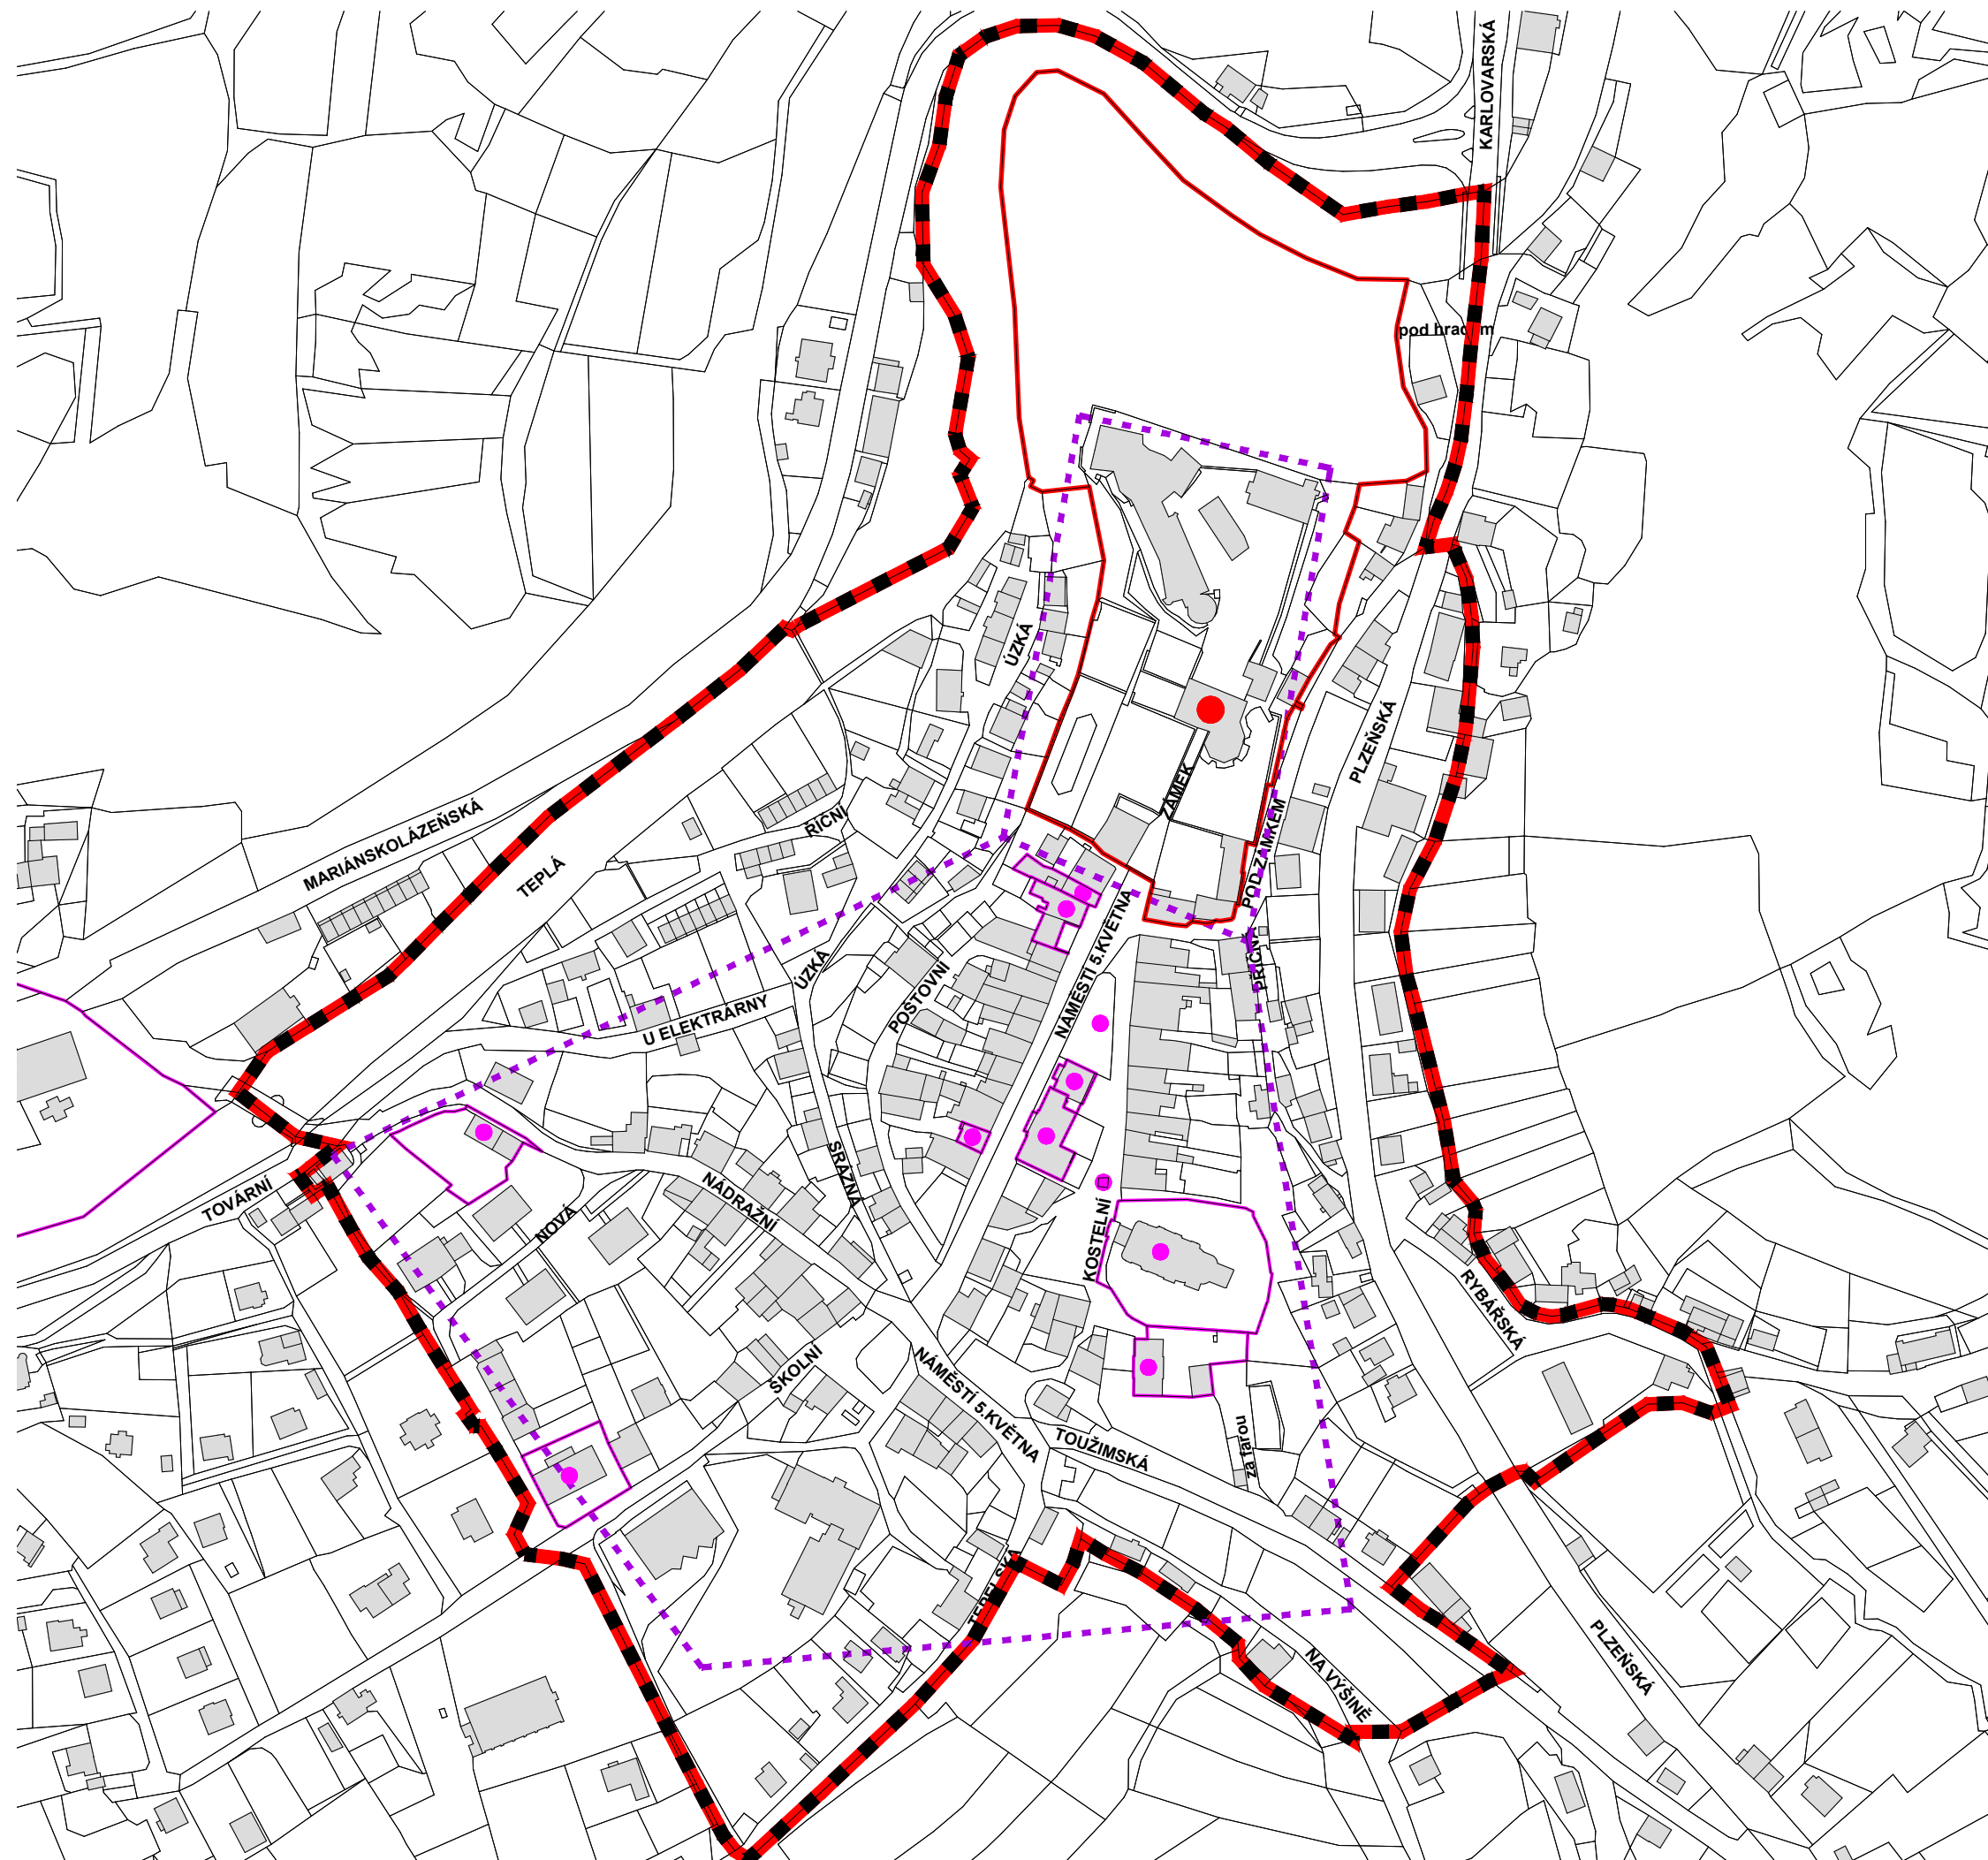 KARLOVARSKÁ
pod hradem
ÚZKÁ
PLZEŇSKÁ
ZÁMEK
MARIÁNSKOLÁZEŇSKÁ
ŘÍČNÍ
POD ZÁMKEM
TEPLÁ
NÁMĚSTÍ 5.KVĚTNA
PŘÍČNÁ
ÚZKÁ
POŠTOVNÍ
U ELEKTRÁRNY
SRÁZNÁ
NÁDRAŽNÍ
TOVÁRNÍ
NOVÁ
KOSTELNÍ
RYBÁŘSKÁ
ŠKOLNÍ
NÁMĚSTÍ 5.KVĚTNA
TOUŽIMSKÁ
za farou
TEPELSKÁ
NA VÝŠINĚ
PLZEŇSKÁ